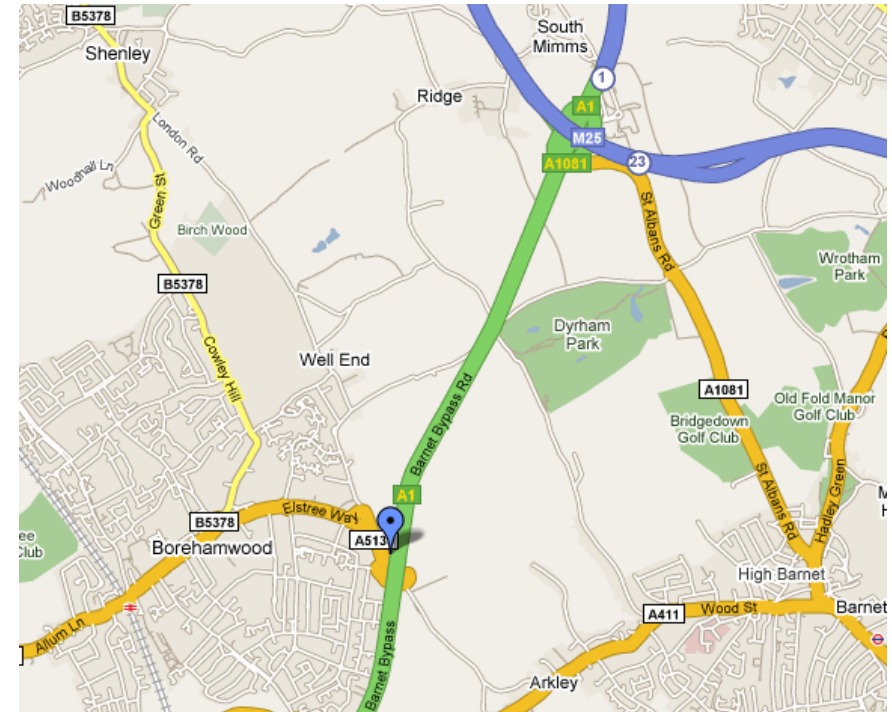 B5378
Shenley
South
Mimms
1
Ridge
A1
London Rd
M25
A1081
23
Woodhall Ln
Green St
St Albans Rd
Birch Wood
Wrotham
Park
B5378
Dyrham
Park
Cowley Hill
Well End
Barnet Bypass Rd
A1081
Old Fold Manor
Golf Club
Bridgedown
Golf Club
A1
St Albans Rd
Hadley Green
Elstree Way
B5378
A513
Borehamwood
Club
High Barnet
Allum Ln
A411
Wood St
Barnet
Barnet Bypass
Arkley